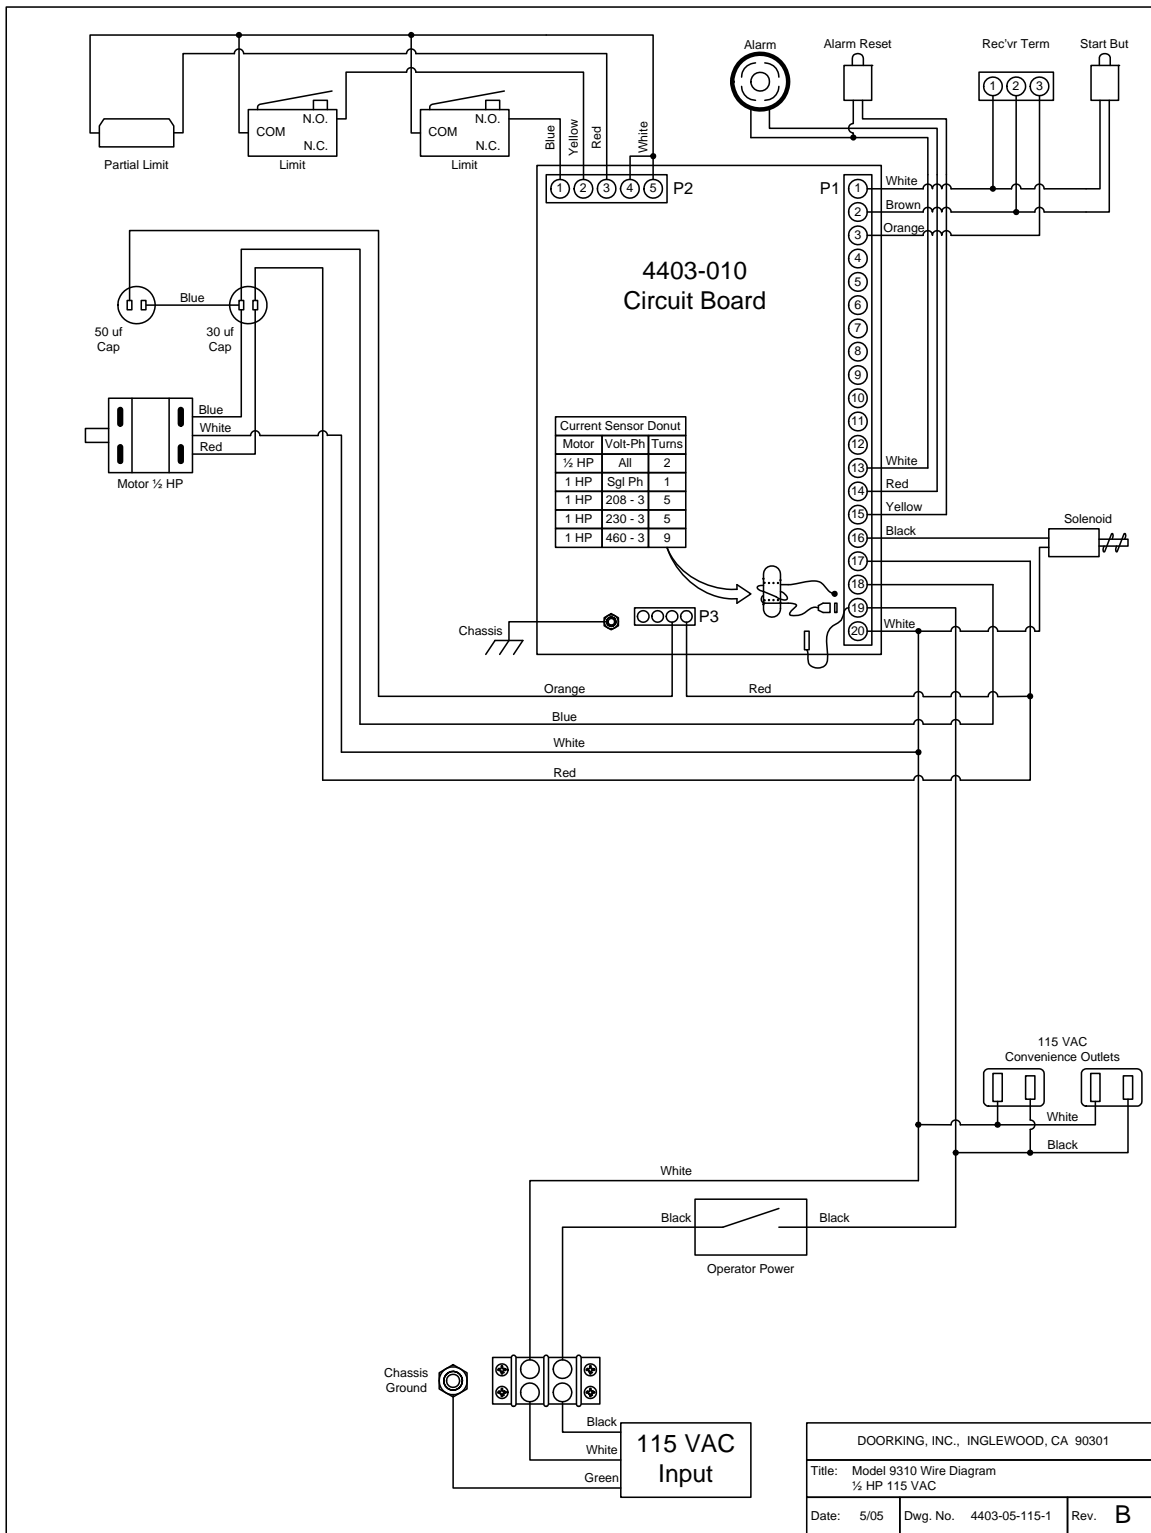 Alarm
Alarm Reset
Rec'vr Term
Start But
1 2 3
COM
N.O.
N.C.
COM
N.O.
N.C.
Partial Limit
Limit
Limit
Blue
Yellow
Red
White
1 2 3 4 5
P2
P1
1
White
2
Brown
3
Orange
4
5
6
7
8
9
10
11
12
13
White
14
Red
15
Yellow
16
Black
17
18
19
20
White
4403-010
Circuit Board
Blue
50 uf
Cap
30 uf
Cap
Blue
White
Red
Motor ½ HP
Current Sensor Donut
Motor Volt-Ph Turns
½ HP All 2
1 HP Sgl Ph 1
1 HP 208 - 3 5
1 HP 230 - 3 5
1 HP 460 - 3 9
Solenoid
P3
Chassis
Orange
Red
Blue
White
Red
115 VAC
Convenience Outlets
White
Black
White
Black
Black
Operator Power
Chassis
Ground
Black
White
Green
115 VAC
Input
DOORKING, INC., INGLEWOOD, CA 90301
Title: Model 9310 Wire Diagram
½ HP 115 VAC
Date: 5/05 Dwg. No. 4403-05-115-1 Rev. B